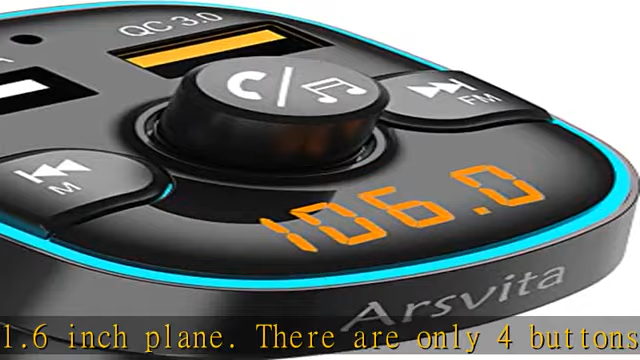 QC 3.0
FM
M
106.0
Arsvita
1.6 inch plane. There are only 4 buttons